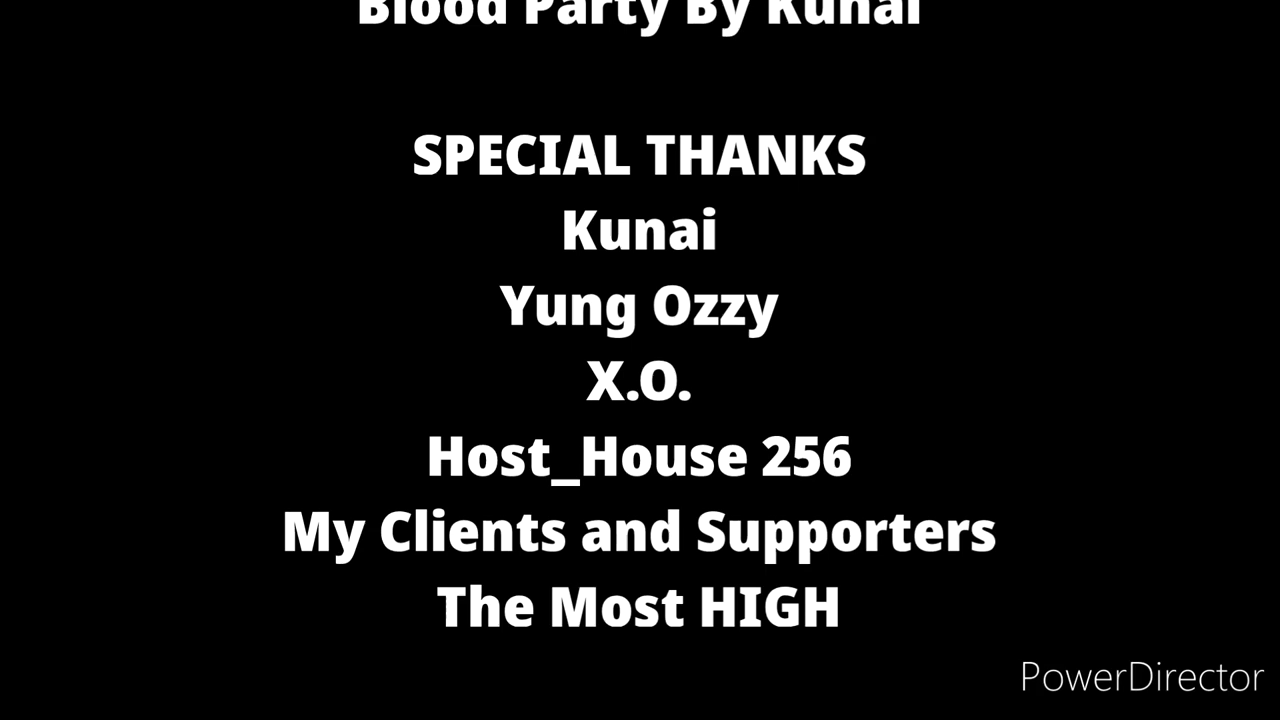 Blood Party By Kunai
SPECIAL THANKS
Kunai
Yung Ozzy
X.O.
Host_House 256
My Clients and Supporters
The Most HIGH
PowerDirector